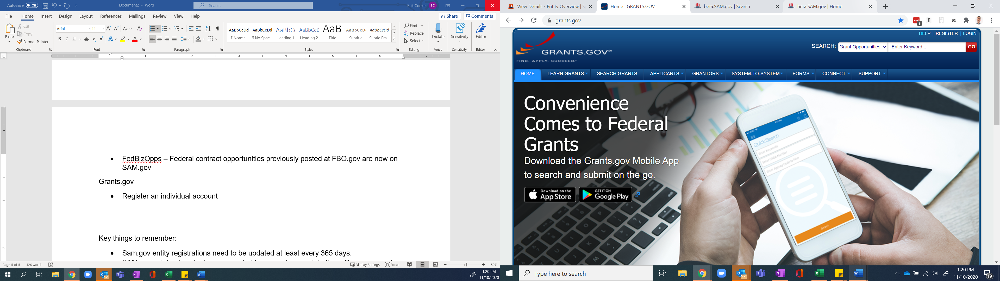 AutoSave Off Document2 - Word Search Erik Cooke EC
File Home Insert Design Layout References Mailings Review View Help Share Comments
Paste Cut Copy Format Painter
Clipboard
Arial 11
Font
Paragraph
AaBbCcDd AaBbCcDd AaBbCc AaBbCcD AaB AaBbCcD AaBbCcDd
¶ Normal ¶ No Spac... Heading 1 Heading 2 Title Subtitle Subtle Em...
Styles
Find
Replace
Select
Editing
Dictate
Voice
Sensitivity
Sensitivity
Editor
Editor
• FedBizOpps – Federal contract opportunities previously posted at FBO.gov are now on
SAM.gov
Grants.gov
• Register an individual account
Key things to remember:
• Sam.gov entity registrations need to be updated at least every 365 days.
Page 5 of 5 426 words Display Settings Focus 150%
1:20 PM
11/10/2020
View Details - Entity Overview | Home | GRANTS.GOV beta.SAM.gov | Search beta.SAM.gov | Home
grants.gov
HELP | REGISTER | LOGIN
SEARCH: Grant Opportunities Enter Keyword... GO
GRANTS.GOV℠
FIND. APPLY. SUCCEED.
HOME LEARN GRANTS SEARCH GRANTS APPLICANTS GRANTORS SYSTEM-TO-SYSTEM FORMS CONNECT SUPPORT
Convenience
Comes to Federal
Grants
Download the Grants.gov Mobile App
to search and submit on the go.
Download on the
App Store
GET IT ON
Google Play
Quick Search
Enter Keywords
Enter CFDA Number
Enter Agency Code to Filter
Search
Type here to search
1:20 PM
11/10/2020
19